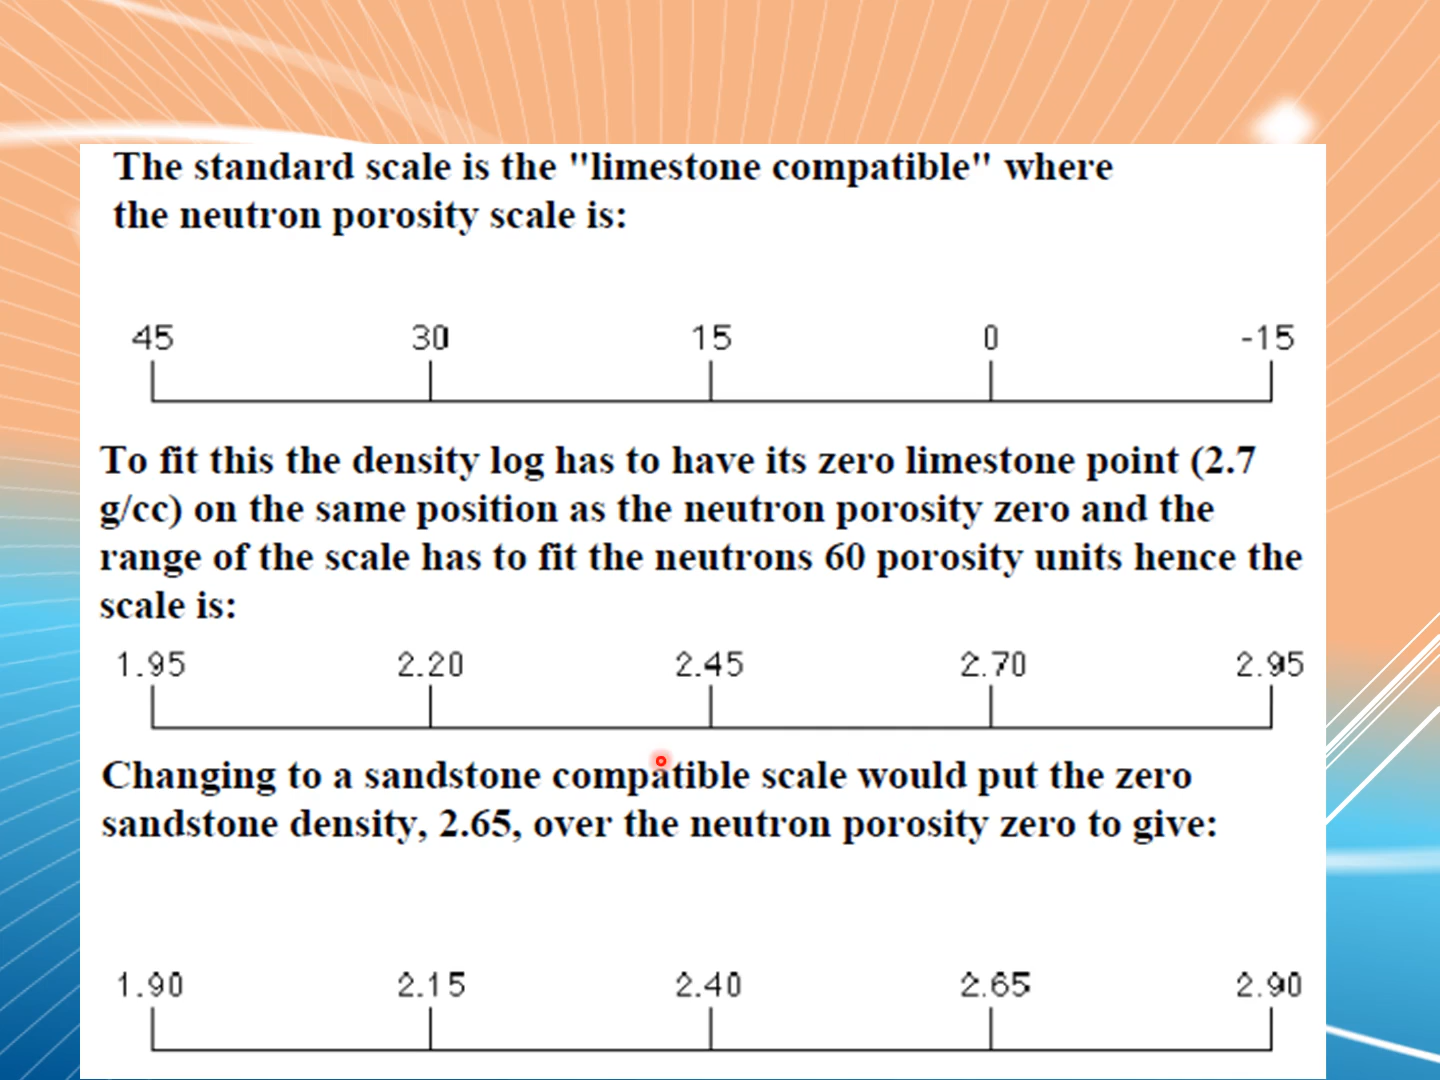 The standard scale is the "limestone compatible" where
the neutron porosity scale is:
45 30 15 0 -15
To fit this the density log has to have its zero limestone point (2.7
g/cc) on the same position as the neutron porosity zero and the
range of the scale has to fit the neutrons 60 porosity units hence the
scale is:
1.95 2.20 2.45 2.70 2.95
Changing to a sandstone compatible scale would put the zero
sandstone density, 2.65, over the neutron porosity zero to give:
1.90 2.15 2.40 2.65 2.90